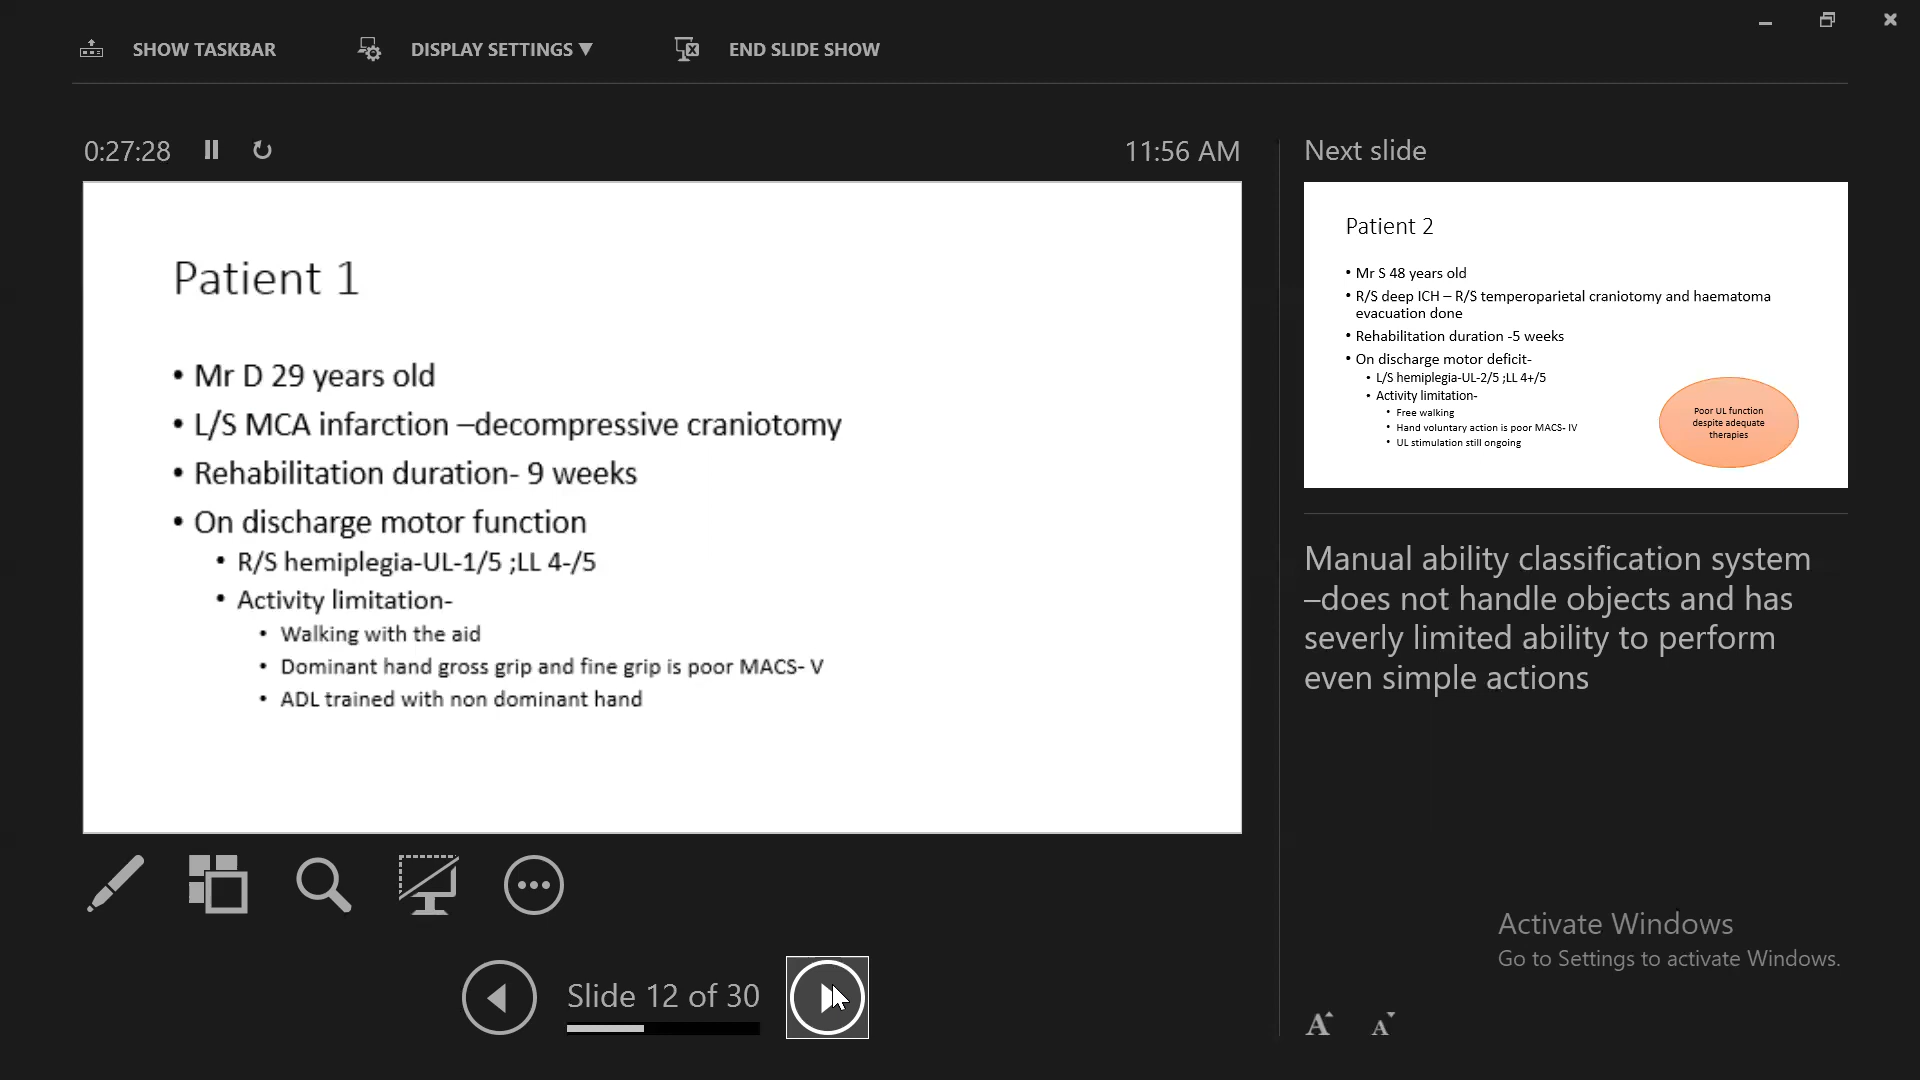 SHOW TASKBAR
DISPLAY SETTINGS ▼
END SLIDE SHOW
0:27:28
11:56 AM
Patient 1
• Mr D 29 years old
• L/S MCA infarction –decompressive craniotomy
• Rehabilitation duration- 9 weeks
• On discharge motor function
• R/S hemiplegia-UL-1/5 ;LL 4-/5
• Activity limitation-
• Walking with the aid
• Dominant hand gross grip and fine grip is poor MACS- V
• ADL trained with non dominant hand
Slide 12 of 30
Next slide
Patient 2
• Mr S 48 years old
• R/S deep ICH – R/S temperoparietal craniotomy and haematoma
evacuation done
• Rehabilitation duration -5 weeks
• On discharge motor deficit-
• L/S hemiplegia-UL-2/5 ;LL 4+/5
• Activity limitation-
• Free walking
• Hand voluntary action is poor MACS- IV
• UL stimulation still ongoing
Poor UL function
despite adequate
therapies
Manual ability classification system
–does not handle objects and has
severly limited ability to perform
even simple actions
Activate Windows
Go to Settings to activate Windows.
A A